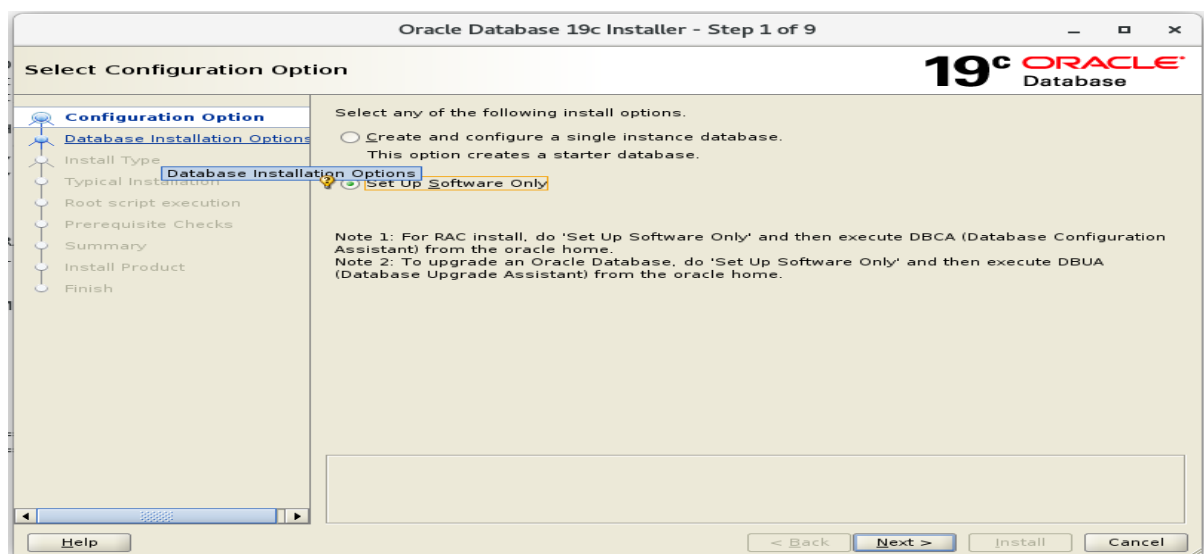 Oracle Database 19c Installer - Step 1 of 9
Select Configuration Option
19c ORACLE
Database
Configuration Option
Database Installation Options
Install Type
Typical Installation
Database Installation Options
Root script execution
Prerequisite Checks
Summary
Install Product
Finish
Select any of the following install options.
Create and configure a single instance database.
This option creates a starter database.
Set Up Software Only
Note 1: For RAC install, do 'Set Up Software Only' and then execute DBCA (Database Configuration
Assistant) from the oracle home.
Note 2: To upgrade an Oracle Database, do 'Set Up Software Only' and then execute DBUA
(Database Upgrade Assistant) from the oracle home.
Help
< Back
Next >
Install
Cancel